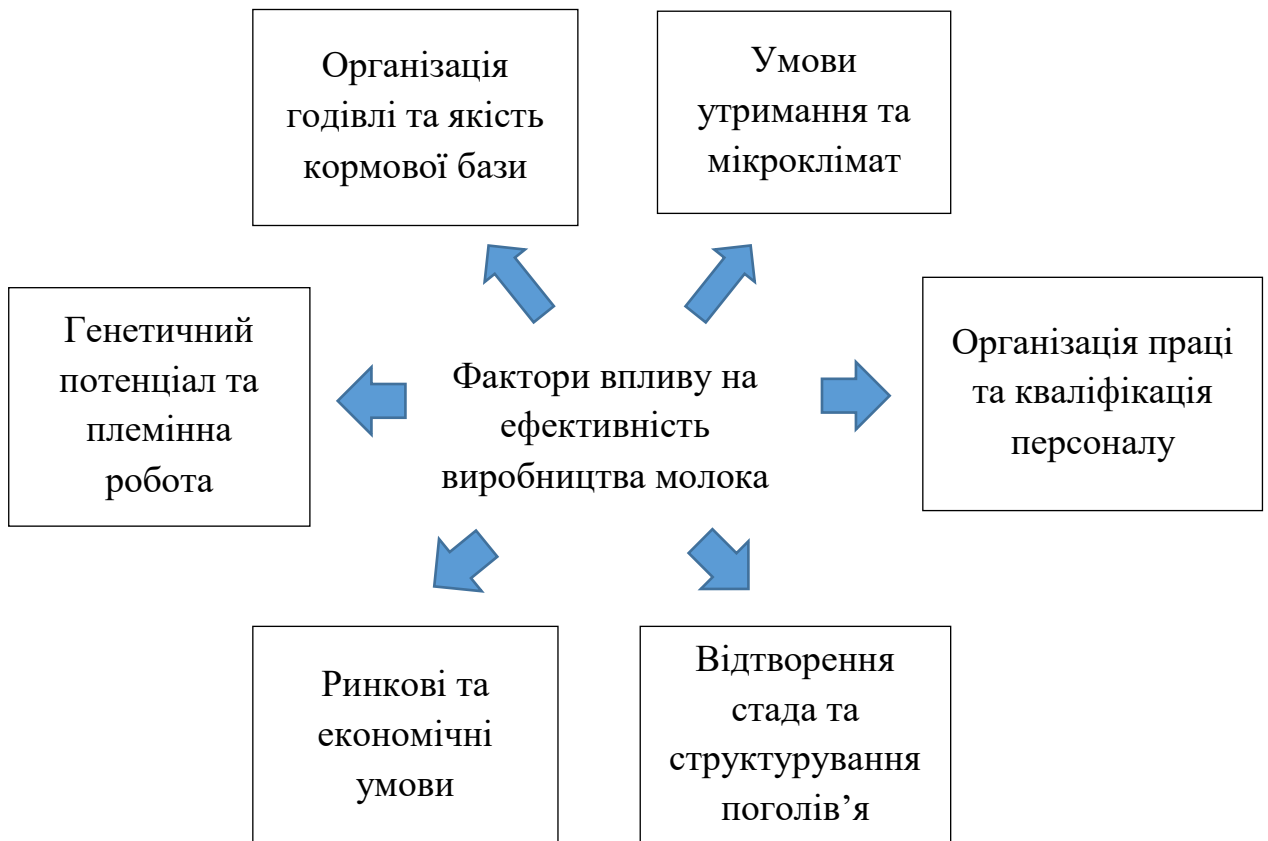 Організація
годівлі та якість
кормової бази
Умови
утримання та
мікроклімат
Генетичний
потенціал та
племінна
робота
Фактори впливу на
ефективність
виробництва молока
Організація праці
та кваліфікація
персоналу
Ринкові та
економічні
умови
Відтворення
стада та
структурування
поголів’я